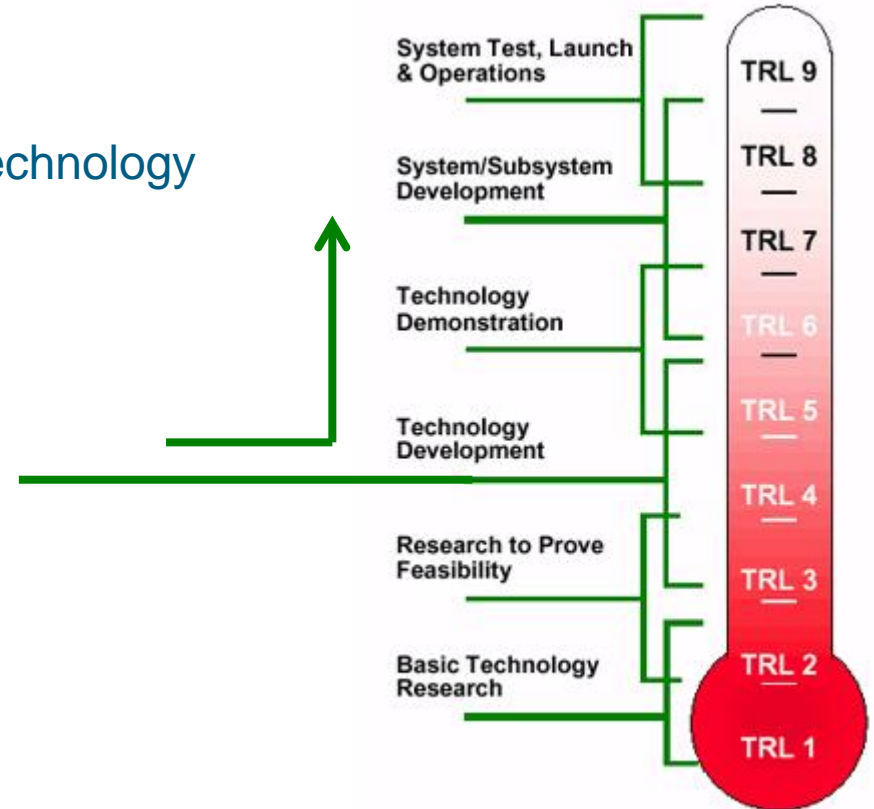 echnology
System Test, Launch
& Operations
System/Subsystem
Development
Technology
Demonstration
Technology
Development
Research to Prove
Feasibility
Basic Technology
Research
TRL 9
TRL 8
TRL 7
TRL 6
TRL 5
TRL 4
TRL 3
TRL 2
TRL 1